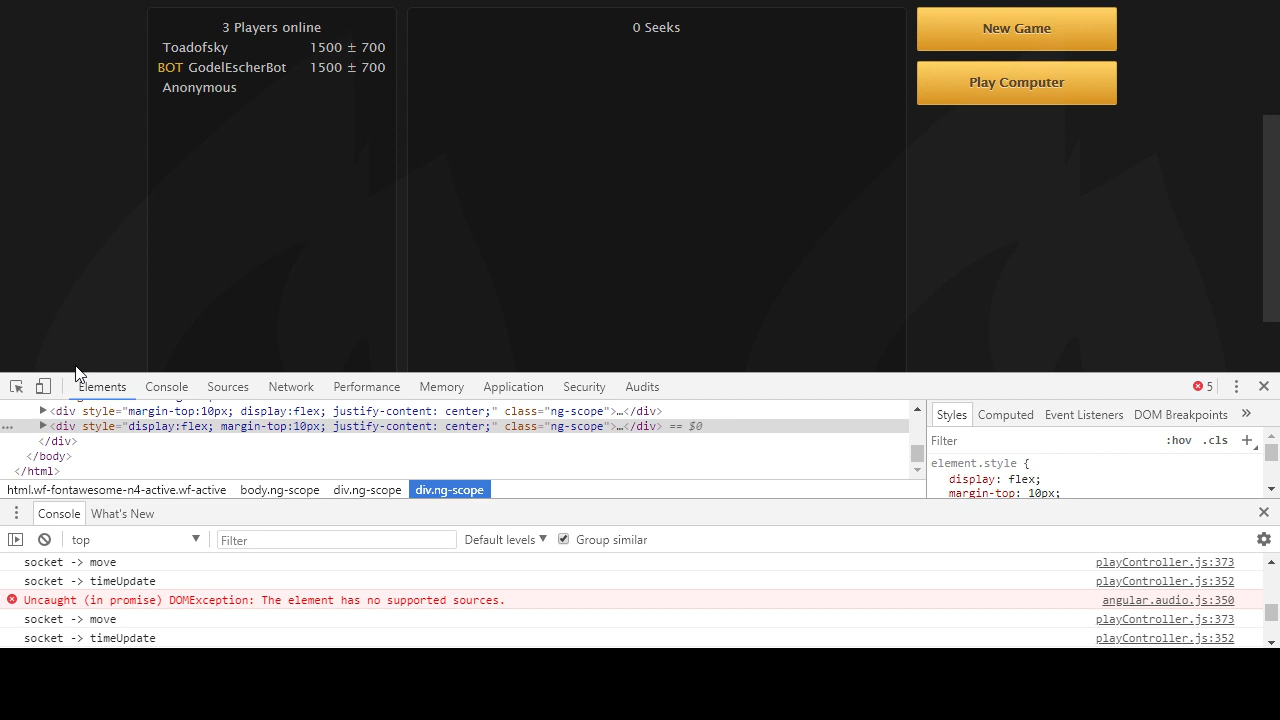 3 Players online
Toadofsky 1500 ± 700
BOT GodelEscherBot 1500 ± 700
Anonymous
0 Seeks
New Game
Play Computer
Elements Console Sources Network Performance Memory Application Security Audits 5
<div style="margin-top:10px; display:flex; justify-content: center;" class="ng-scope">…</div>
<div style="display:flex; margin-top:10px; justify-content: center;" class="ng-scope">…</div> == $0
</div>
</body>
</html>
html.wf-fontawesome-n4-active.wf-active body.ng-scope div.ng-scope div.ng-scope
Styles Computed Event Listeners DOM Breakpoints »
Filter :hov .cls +
element.style {
display: flex;
margin-top: 10px;
Console What's New
top Filter Default levels Group similar
socket -> move playController.js:373
socket -> timeUpdate playController.js:352
Uncaught (in promise) DOMException: The element has no supported sources. angular.audio.js:350
socket -> move playController.js:373
socket -> timeUpdate playController.js:352